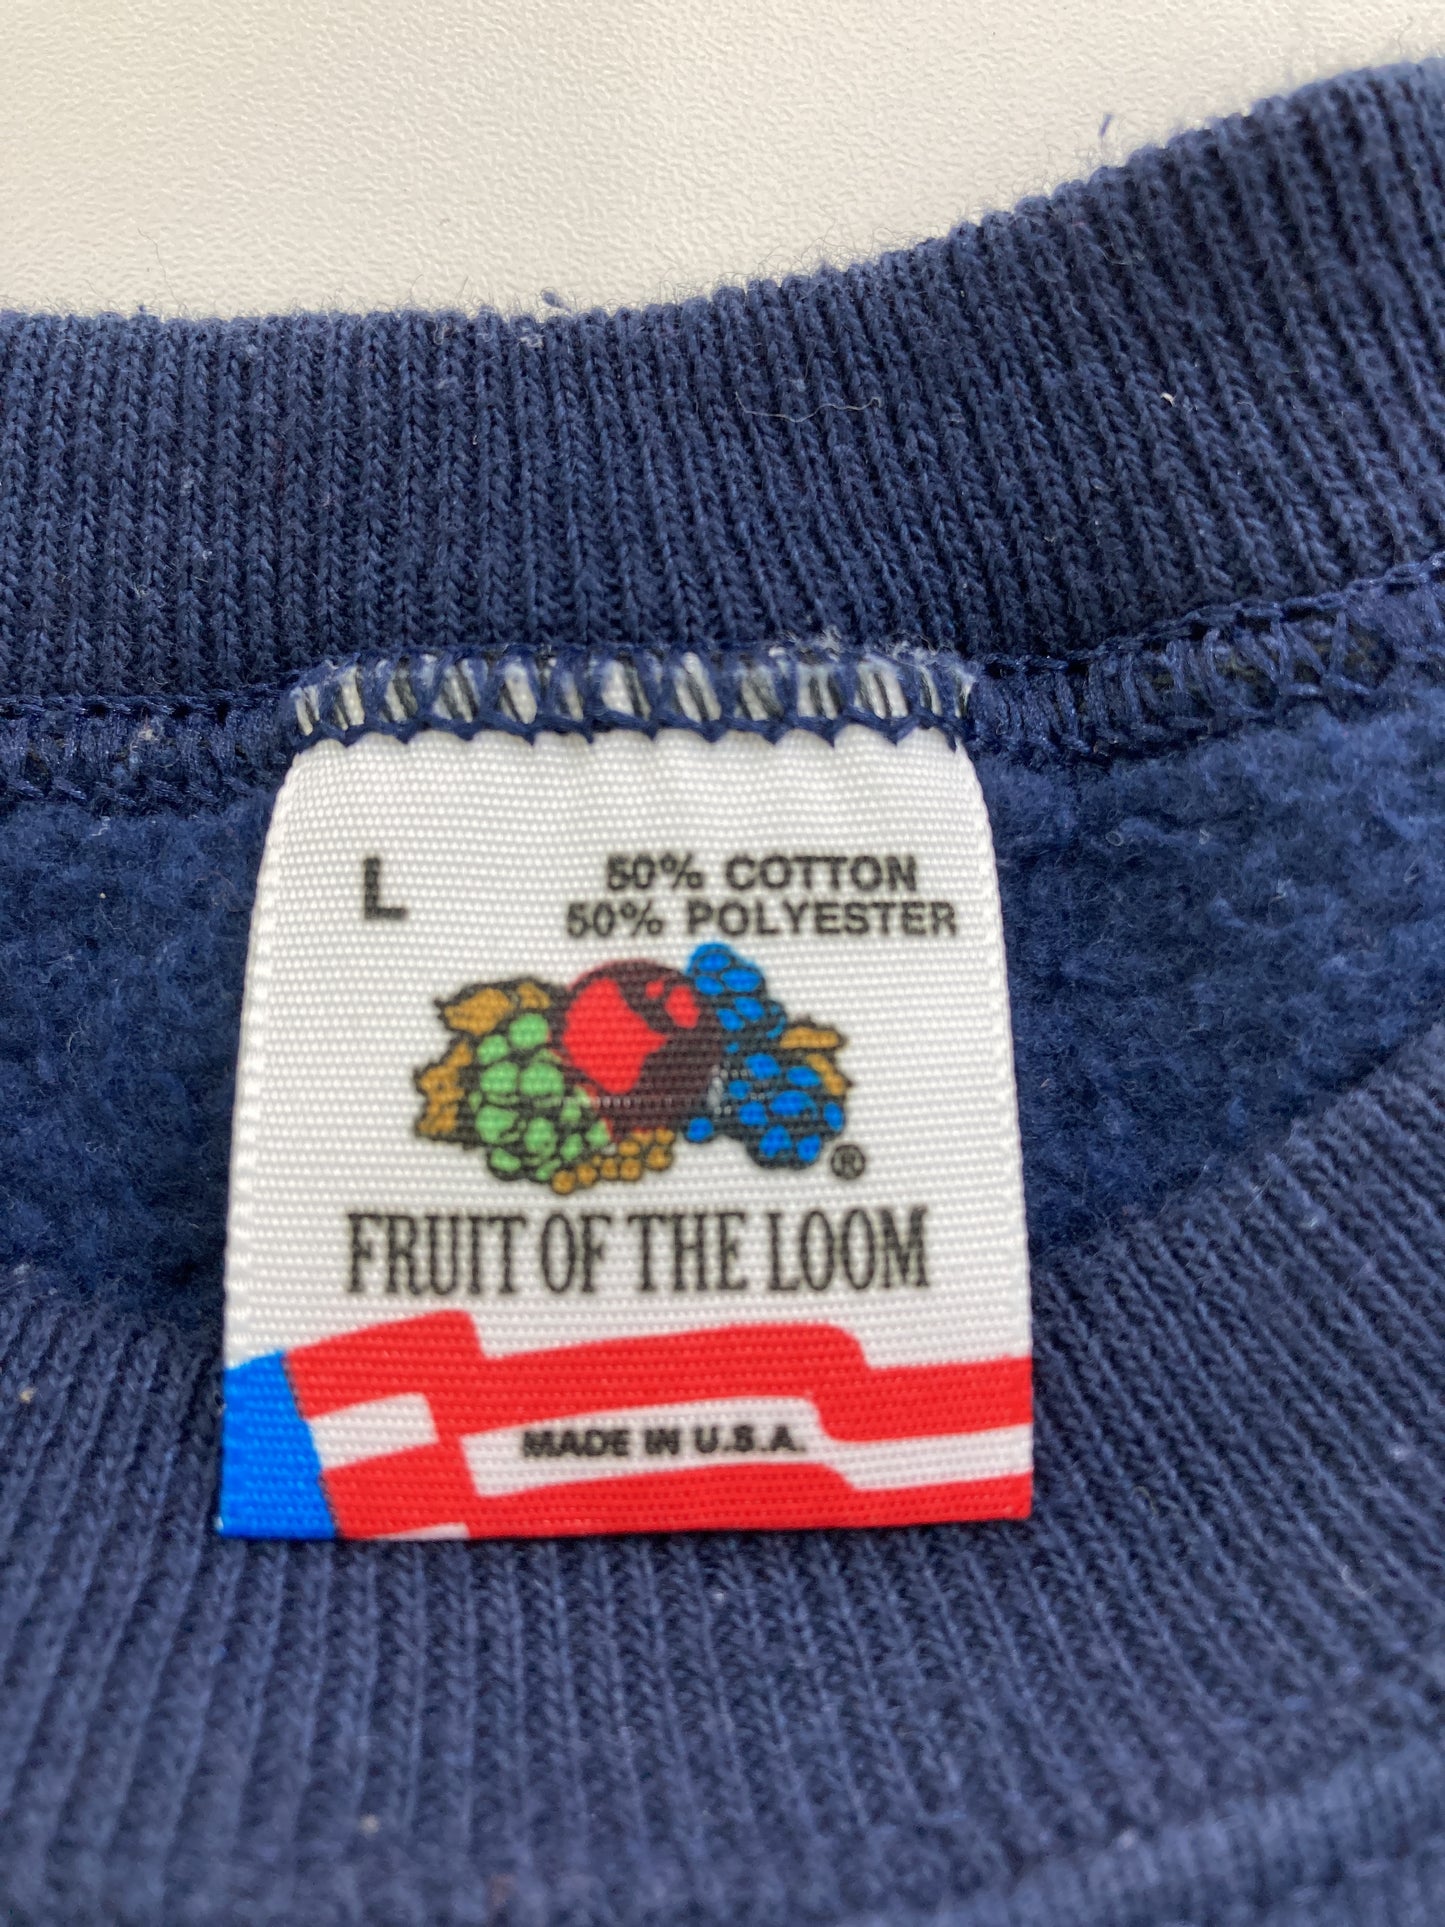 L
50% COTTON
50% POLYESTER
®
FRUIT OF THE LOOM
MADE IN U.S.A.